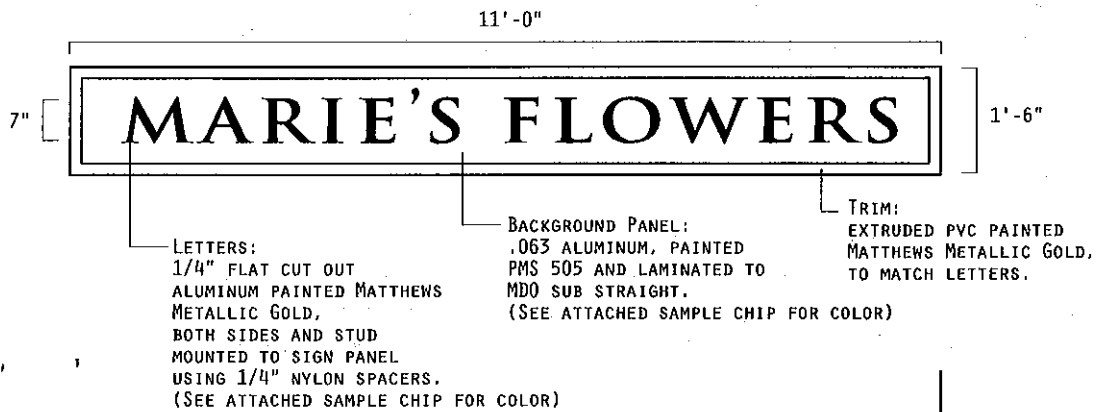 11'-0"
7"
MARIE'S FLOWERS
1'-6"
LETTERS:
1/4" FLAT CUT OUT
ALUMINUM PAINTED MATTHEWS
METALLIC GOLD,
BOTH SIDES AND STUD
MOUNTED TO SIGN PANEL
USING 1/4" NYLON SPACERS.
(SEE ATTACHED SAMPLE CHIP FOR COLOR)
BACKGROUND PANEL:
.063 ALUMINUM, PAINTED
PMS 505 AND LAMINATED TO
MDO SUB STRAIGHT.
(SEE ATTACHED SAMPLE CHIP FOR COLOR)
TRIM:
EXTRUDED PVC PAINTED
MATTHEWS METALLIC GOLD,
TO MATCH LETTERS.